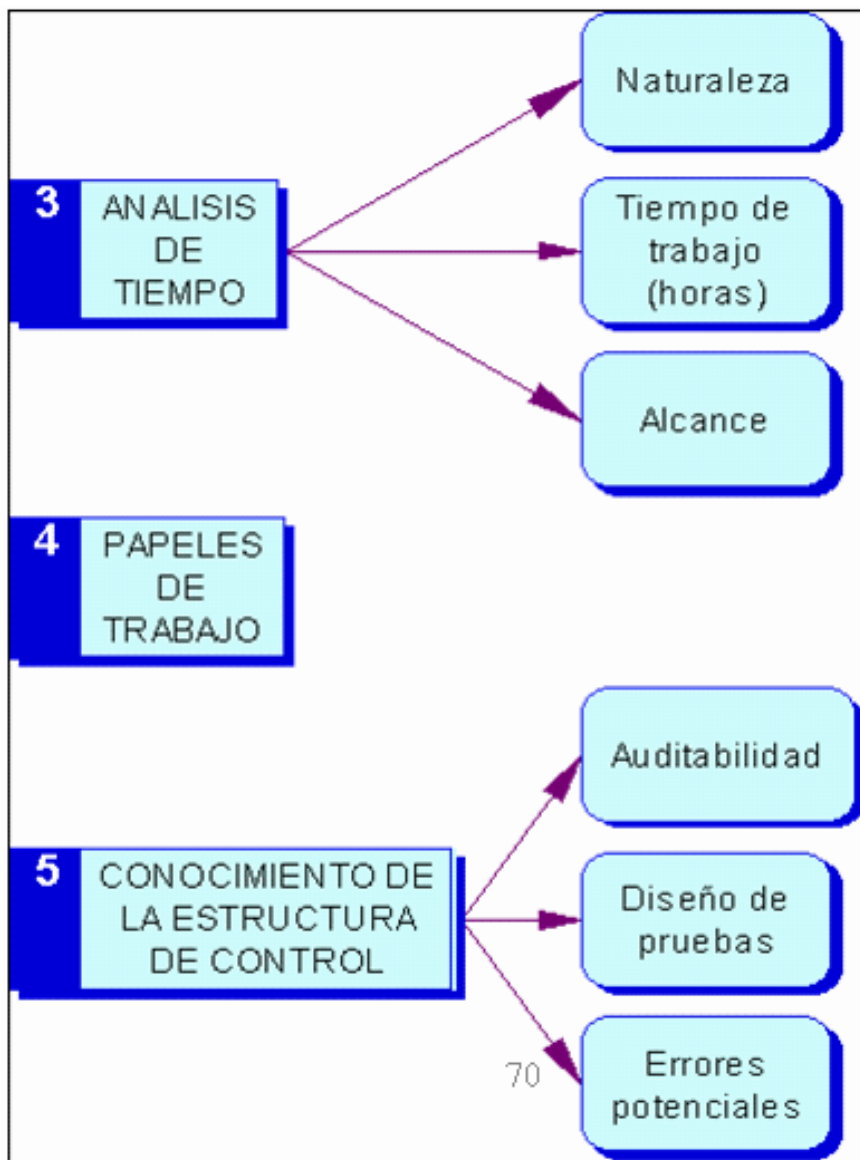 Naturaleza
3
ANALISIS
DE
TIEMPO
Tiempo de
trabajo
(horas)
Alcance
4
PAPELES
DE
TRABAJO
Auditabilidad
5
CONOCIMIENTO DE
LA ESTRUCTURA
DE CONTROL
Diseño de
pruebas
Errores
potenciales
70